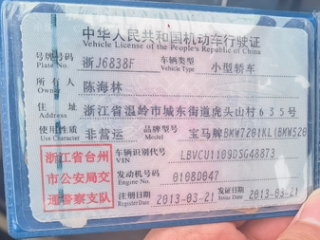 中华人民共和国机动车行驶证
Vehicle License of the People's Republic of China
号牌号码 浙J6838F 车辆类型 小型轿车
Plate No. Vehicle Type
所有人 陈海林
Owner
住址 浙江省温岭市城东街道虎头山村635号
Address
使用性质 非营运 品牌型号 宝马牌BMW7201KL(BMW520
Use Character Model
浙江省台州
市公安局交
通警察支队
车辆识别代号 LBVCU1109DSG48873
VIN
发动机号码 0108D047
Engine No.
注册日期 2013-03-21 发证日期 2013-03-21
Register Date Issue Date